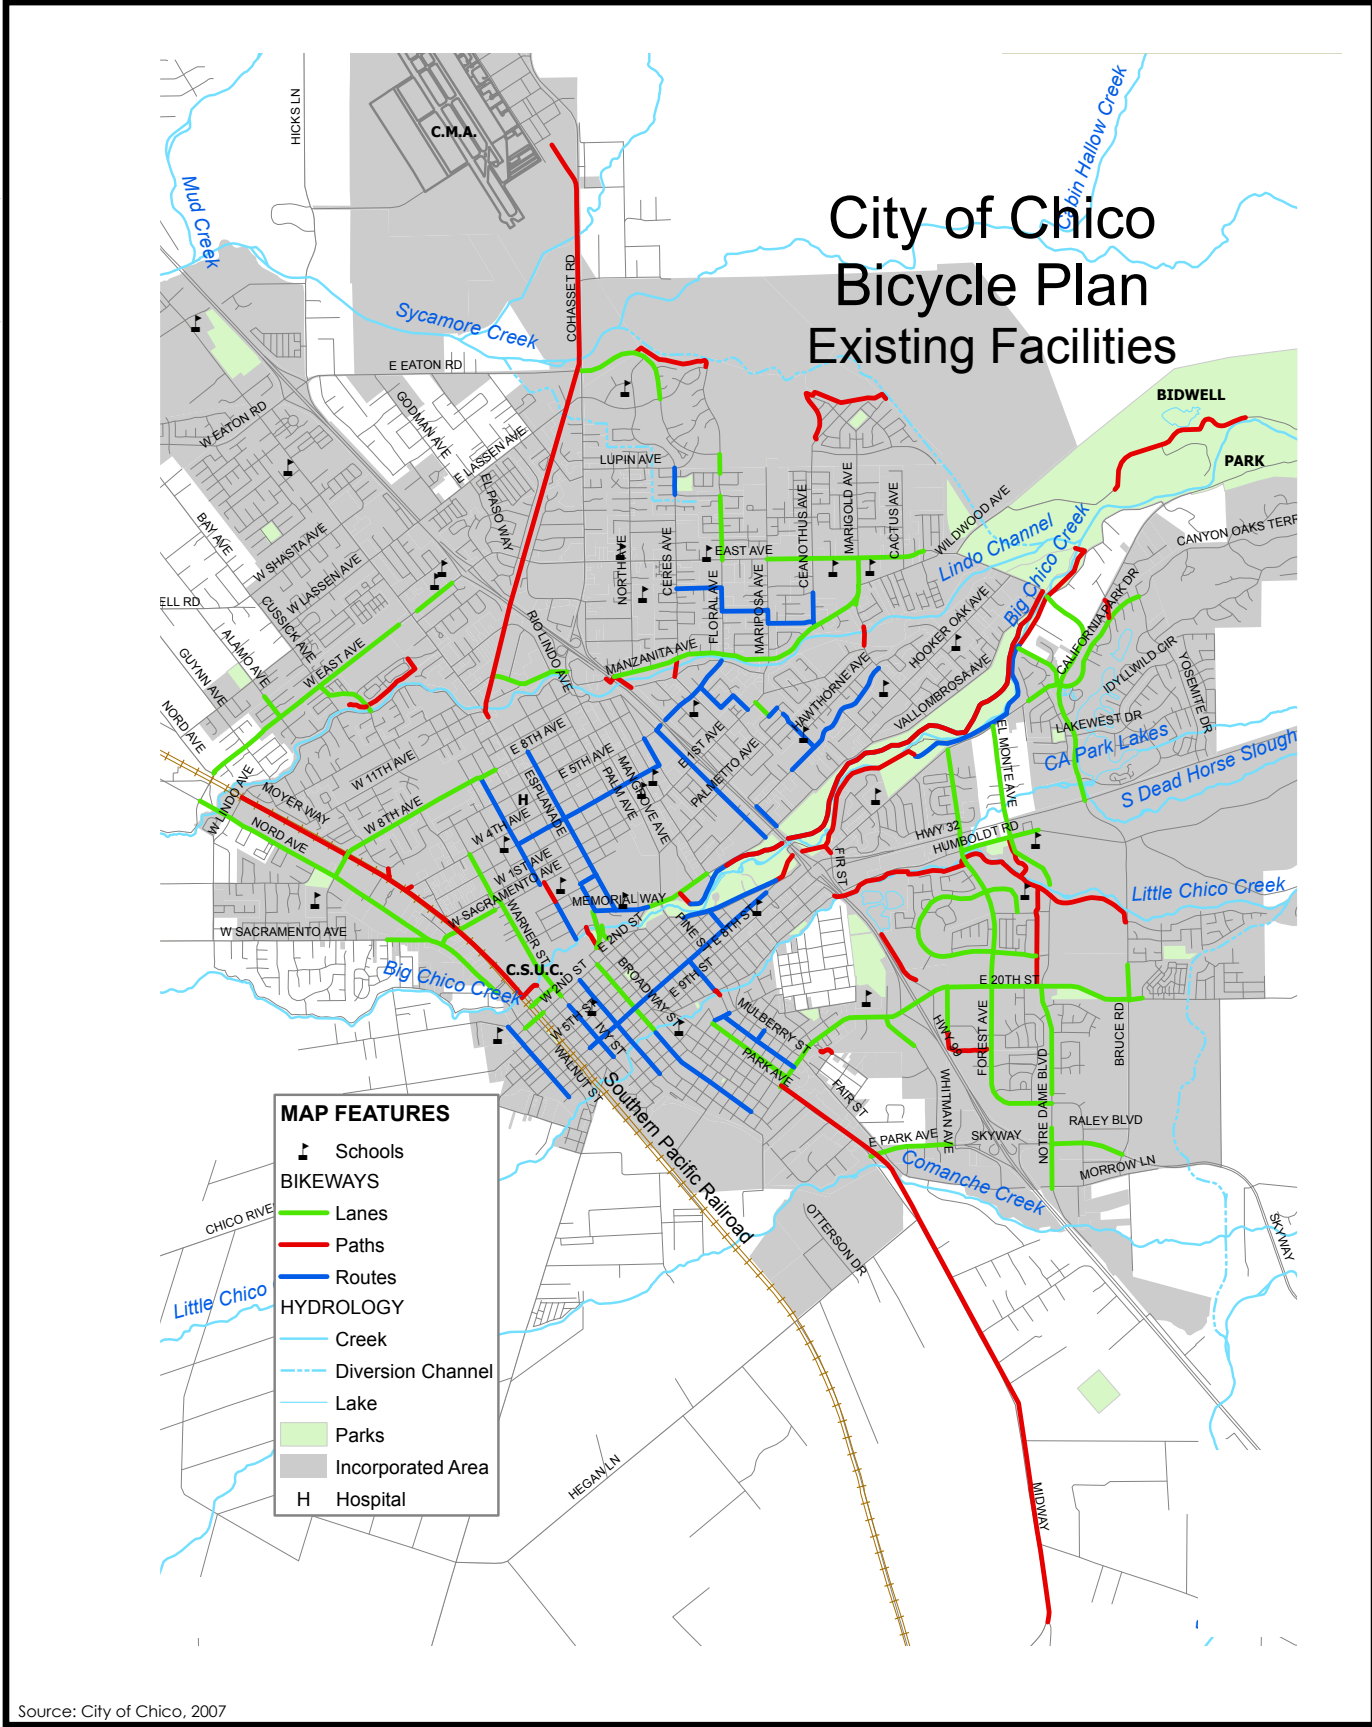 City of Chico
Bicycle Plan
Existing Facilities
C.M.A.
HICKS LN
Mud Creek
Cabin Hallow Creek
COHASSET RD
Sycamore Creek
E EATON RD
BIDWELL
PARK
W EATON RD
GODMAN AVE
E LASSEN AVE
EL PASO WAY
LUPIN AVE
NORTH AVE
CERES AVE
FLORAL AVE
EAST AVE
MARIPOSA AVE
CEANOTHUS AVE
MARIGOLD AVE
CACTUS AVE
WILDWOOD AVE
Lindo Channel
Big Chico Creek
CANYON OAKS TERR
BAY AVE
W SHASTA AVE
W LASSEN AVE
CUSSICK AVE
ELL RD
ALAMO AVE
GUYNN AVE
W EAST AVE
NORD AVE
RIO LINDO AVE
MANZANITA AVE
HOOKER OAK AVE
HAWTHORNE AVE
VALLOMBROSA AVE
CALIFORNIA PARK DR
IDYLLWILD CIR
YOSEMITE DR
LAKEWEST DR
CA Park Lakes
S Dead Horse Slough
EL MONTE AVE
W LINDO AVE
MOYER WAY
NORD AVE
W 11TH AVE
W 8TH AVE
E 8TH AVE
E 5TH AVE
ESPLANADE
PALM AVE
MANGROVE AVE
E 1ST AVE
PALMETTO AVE
H
W 4TH AVE
W 1ST AVE
W SACRAMENTO AVE
WARNER ST
MEMORIAL WAY
HWY 32
HUMBOLDT RD
FIR ST
Little Chico Creek
W SACRAMENTO AVE
Big Chico Creek
C.S.U.C.
W 2ND ST
E 2ND ST
PINE ST
E 8TH ST
E 9TH ST
BROADWAY ST
W 5TH ST
IVY ST
WALNUT ST
MULBERRY ST
PARK AVE
FAIR ST
E 20TH ST
HWY 99
FOREST AVE
BRUCE RD
NOTRE DAME BLVD
WHITMAN AVE
E PARK AVE
SKYWAY
RALEY BLVD
MORROW LN
SKYWAY
Comanche Creek
Southern Pacific Railroad
OTTERSON DR
CHICO RIVE
Little Chico
HEGAN LN
MIDWAY
MAP FEATURES
Schools
BIKEWAYS
Lanes
Paths
Routes
HYDROLOGY
Creek
Diversion Channel
Lake
Parks
Incorporated Area
H Hospital
Source: City of Chico, 2007